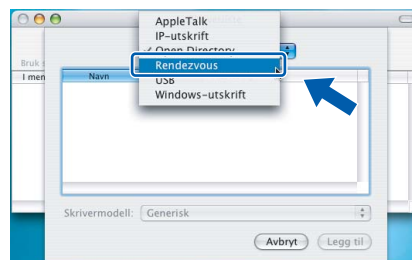 AppleTalk
IP-utskrift
Open Directory
Rendezvous
USB
Windows-utskrift
Bruk
I men
Navn
Skrivermodell: Generisk
Avbryt Legg til